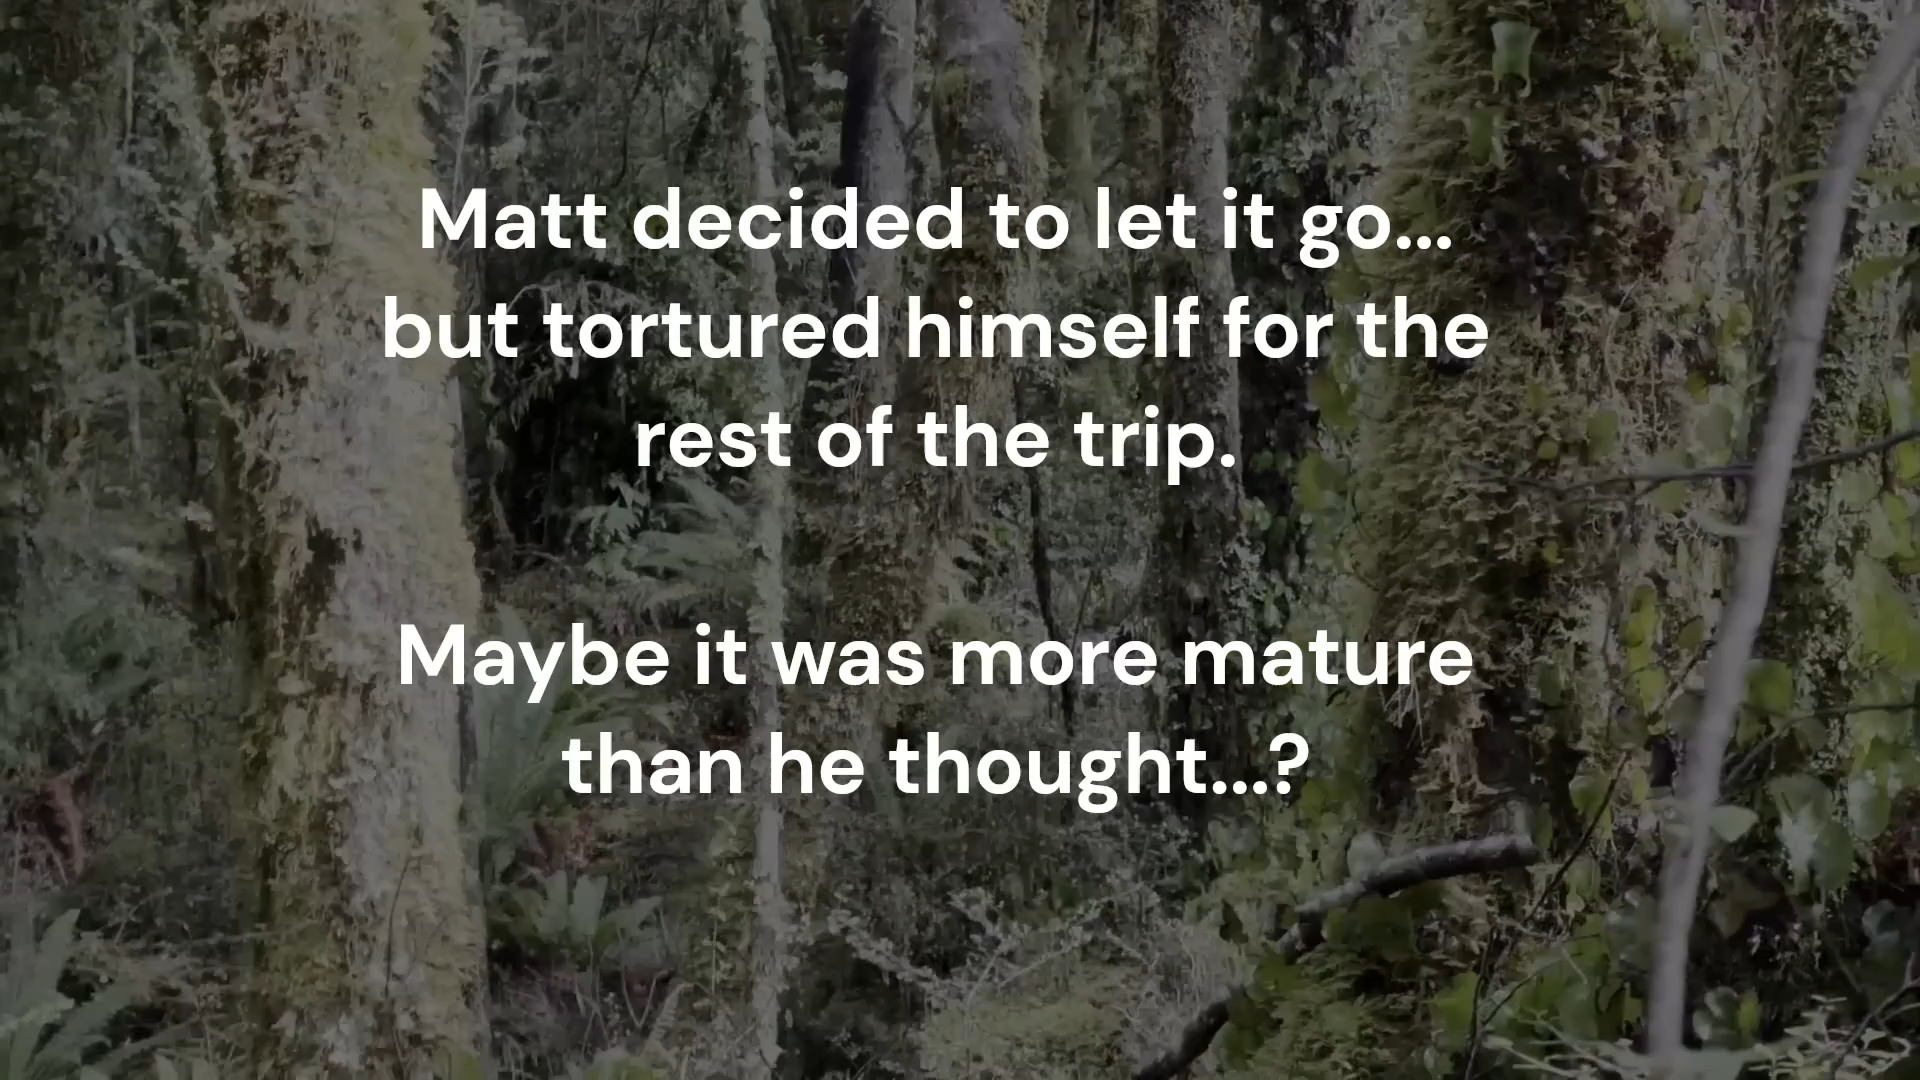 Matt decided to let it go...
but tortured himself for the
rest of the trip.
Maybe it was more mature
than he thought...?